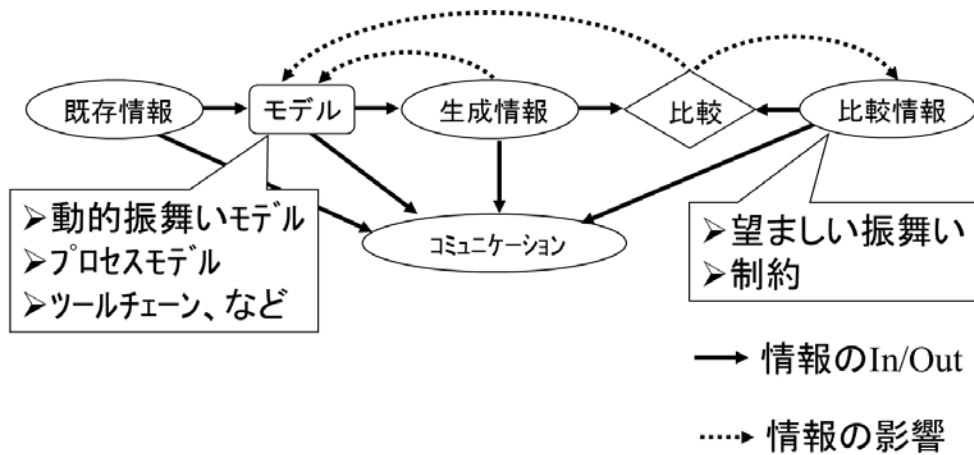 既存情報
モデル
生成情報
比較
比較情報
➢動的振舞いモデル
➢プロセスモデル
➢ツールチェーン、など
コミュニケーション
➢望ましい振舞い
➢制約
情報のIn/Out
情報の影響